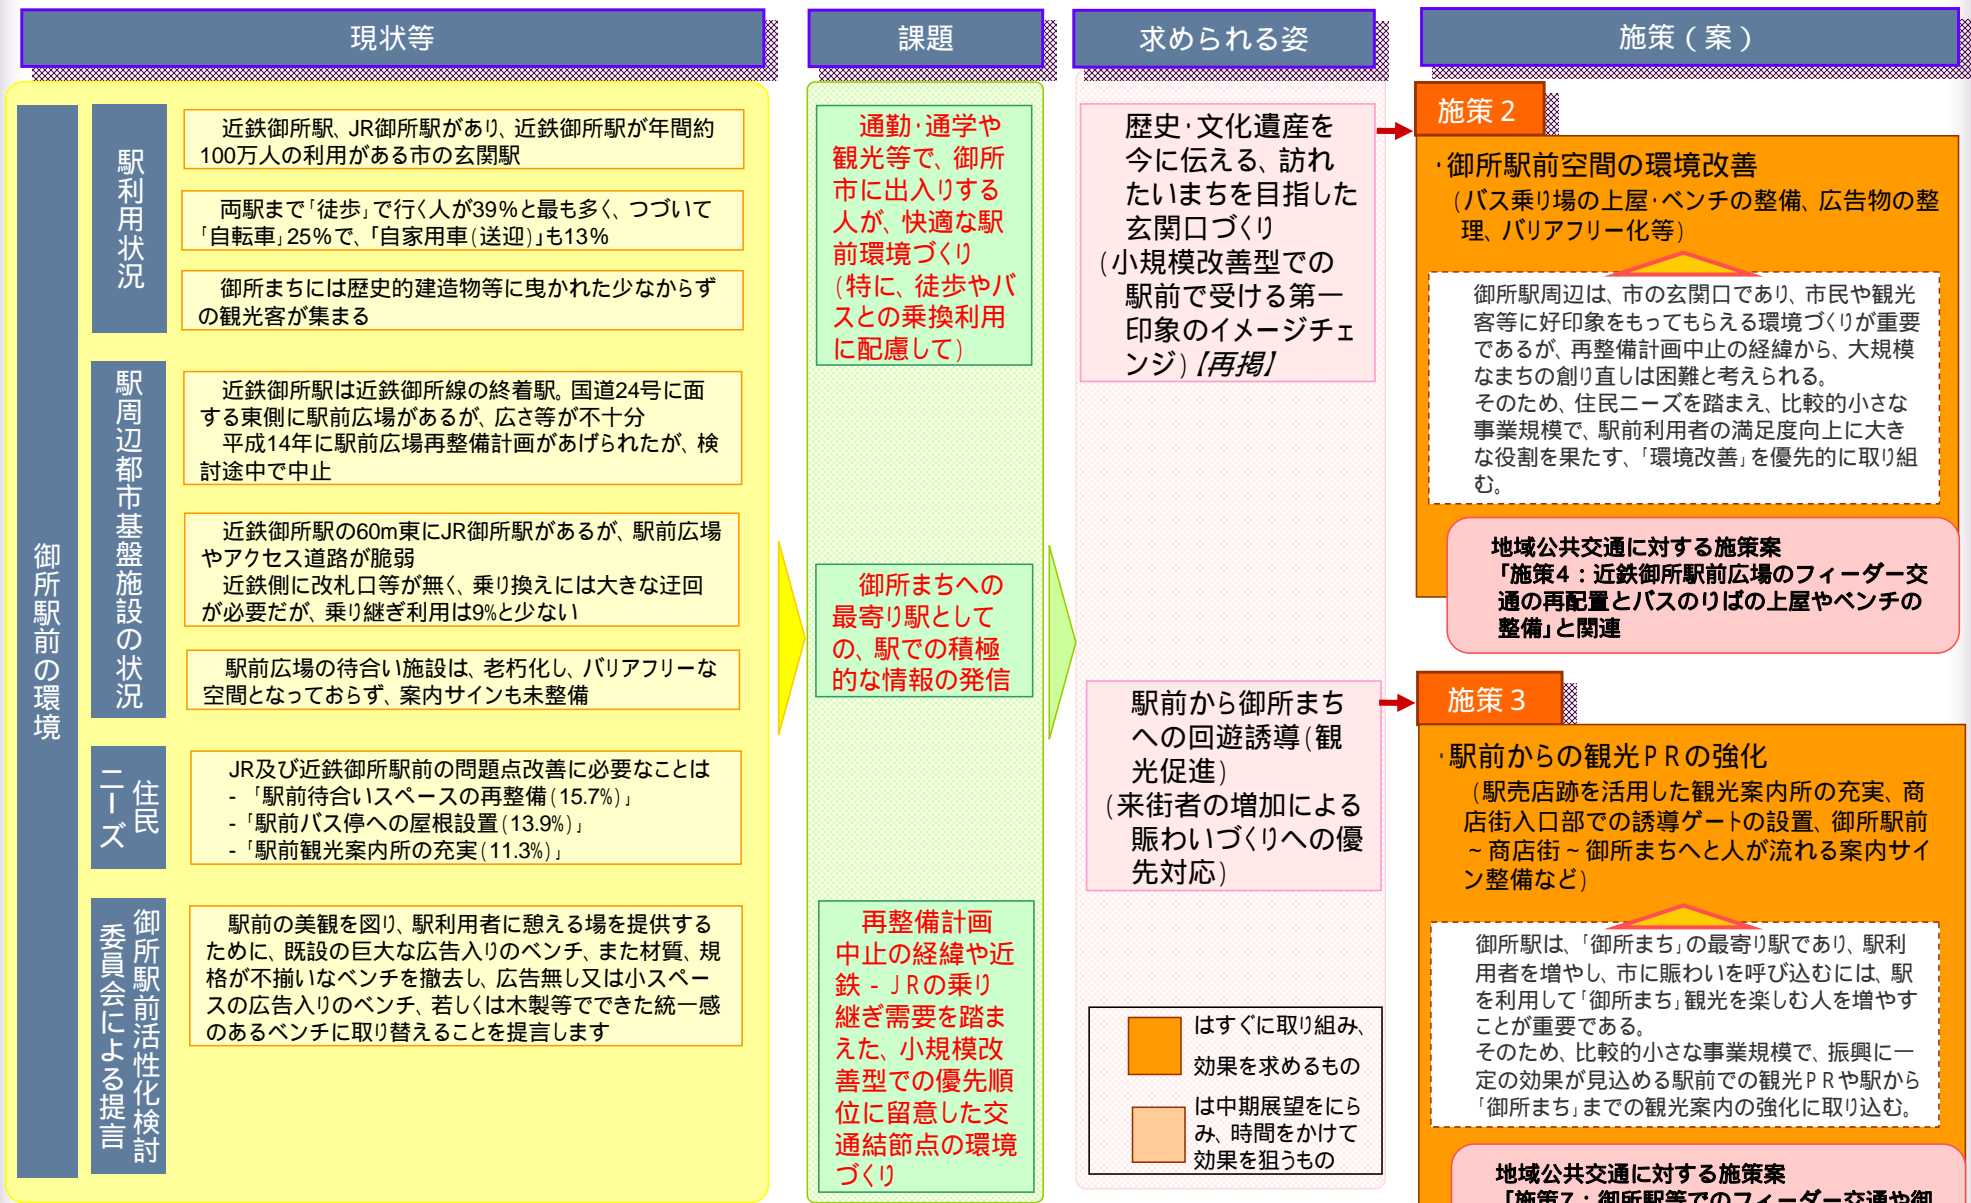 現状等
課題
求められる姿
施策(案)
御所駅前の環境
駅利用状況
近鉄御所駅、JR御所駅があり、近鉄御所駅が年間約
100万人の利用がある市の玄関駅
両駅まで「徒歩」で行く人が39%と最も多く、つづいて
「自転車」25%で、「自家用車(送迎)」も13%
御所まちには歴史的建造物等に曳かれた少なからず
の観光客が集まる
駅周辺都市基盤施設の状況
近鉄御所駅は近鉄御所線の終着駅。国道24号に面
する東側に駅前広場があるが、広さ等が不十分
平成14年に駅前広場再整備計画があげられたが、検
討途中で中止
近鉄御所駅の60m東にJR御所駅があるが、駅前広場
やアクセス道路が脆弱
近鉄側に改札口等が無く、乗り換えには大きな迂回
が必要だが、乗り継ぎ利用は9%と少ない
駅前広場の待合い施設は、老朽化し、バリアフリーな
空間となっておらず、案内サインも未整備
住民
ニーズ
JR及び近鉄御所駅前の問題点改善に必要なことは
-「駅前待合いスペースの再整備(15.7%)」
-「駅前バス停への屋根設置(13.9%)」
-「駅前観光案内所の充実(11.3%)」
御所駅前活性化検討
委員会による提言
駅前の美観を図り、駅利用者に憩える場を提供する
ために、既設の巨大な広告入りのベンチ、また材質、規
格が不揃いなベンチを撤去し、広告無し又は小スペー
スの広告入りのベンチ、若しくは木製等でできた統一感
のあるベンチに取り替えることを提言します
通勤・通学や
観光等で、御所
市に出入りする
人が、快適な駅
前環境づくり
(特に、徒歩やバ
スとの乗換利用
に配慮して)
御所まちへの
最寄り駅として
の、駅での積極
的な情報の発信
再整備計画
中止の経緯や近
鉄-JRの乗り
継ぎ需要を踏ま
えた、小規模改
善型での優先順
位に留意した交
通結節点の環境
づくり
歴史・文化遺産を
今に伝える、訪れ
たいまちを目指した
玄関口づくり
(小規模改善型での
駅前で受ける第一
印象のイメージチェ
ンジ)【再掲】
駅前から御所まち
への回遊誘導(観
光促進)
(来街者の増加による
賑わいづくりへの優
先対応)
はすぐに取り組み、
効果を求めるもの
は中期展望をにら
み、時間をかけて
効果を狙うもの
施策2
・御所駅前空間の環境改善
(バス乗り場の上屋・ベンチの整備、広告物の整
理、バリアフリー化等)
御所駅周辺は、市の玄関口であり、市民や観光
客等に好印象をもってもらえる環境づくりが重要
であるが、再整備計画中止の経緯から、大規模
なまちの創り直しは困難と考えられる。
そのため、住民ニーズを踏まえ、比較的小さな
事業規模で、駅前利用者の満足度向上に大き
な役割を果たす、「環境改善」を優先的に取り組
む。
地域公共交通に対する施策案
「施策4:近鉄御所駅前広場のフィーダー交
通の再配置とバスのりばの上屋やベンチの
整備」と関連
施策3
・駅前からの観光PRの強化
(駅売店跡を活用した観光案内所の充実、商
店街入口部での誘導ゲートの設置、御所駅前
~商店街~御所まちへと人が流れる案内サイ
ン整備など)
御所駅は、「御所まち」の最寄り駅であり、駅利
用者を増やし、市に賑わいを呼び込むには、駅
を利用して「御所まち」観光を楽しむ人を増やす
ことが重要である。
そのため、比較的小さな事業規模で、振興に一
定の効果が見込める駅前での観光PRや駅から
「御所まち」までの観光案内の強化に取り込む。
地域公共交通に対する施策案
「施策7:御所駅等でのフィーダー交通や御